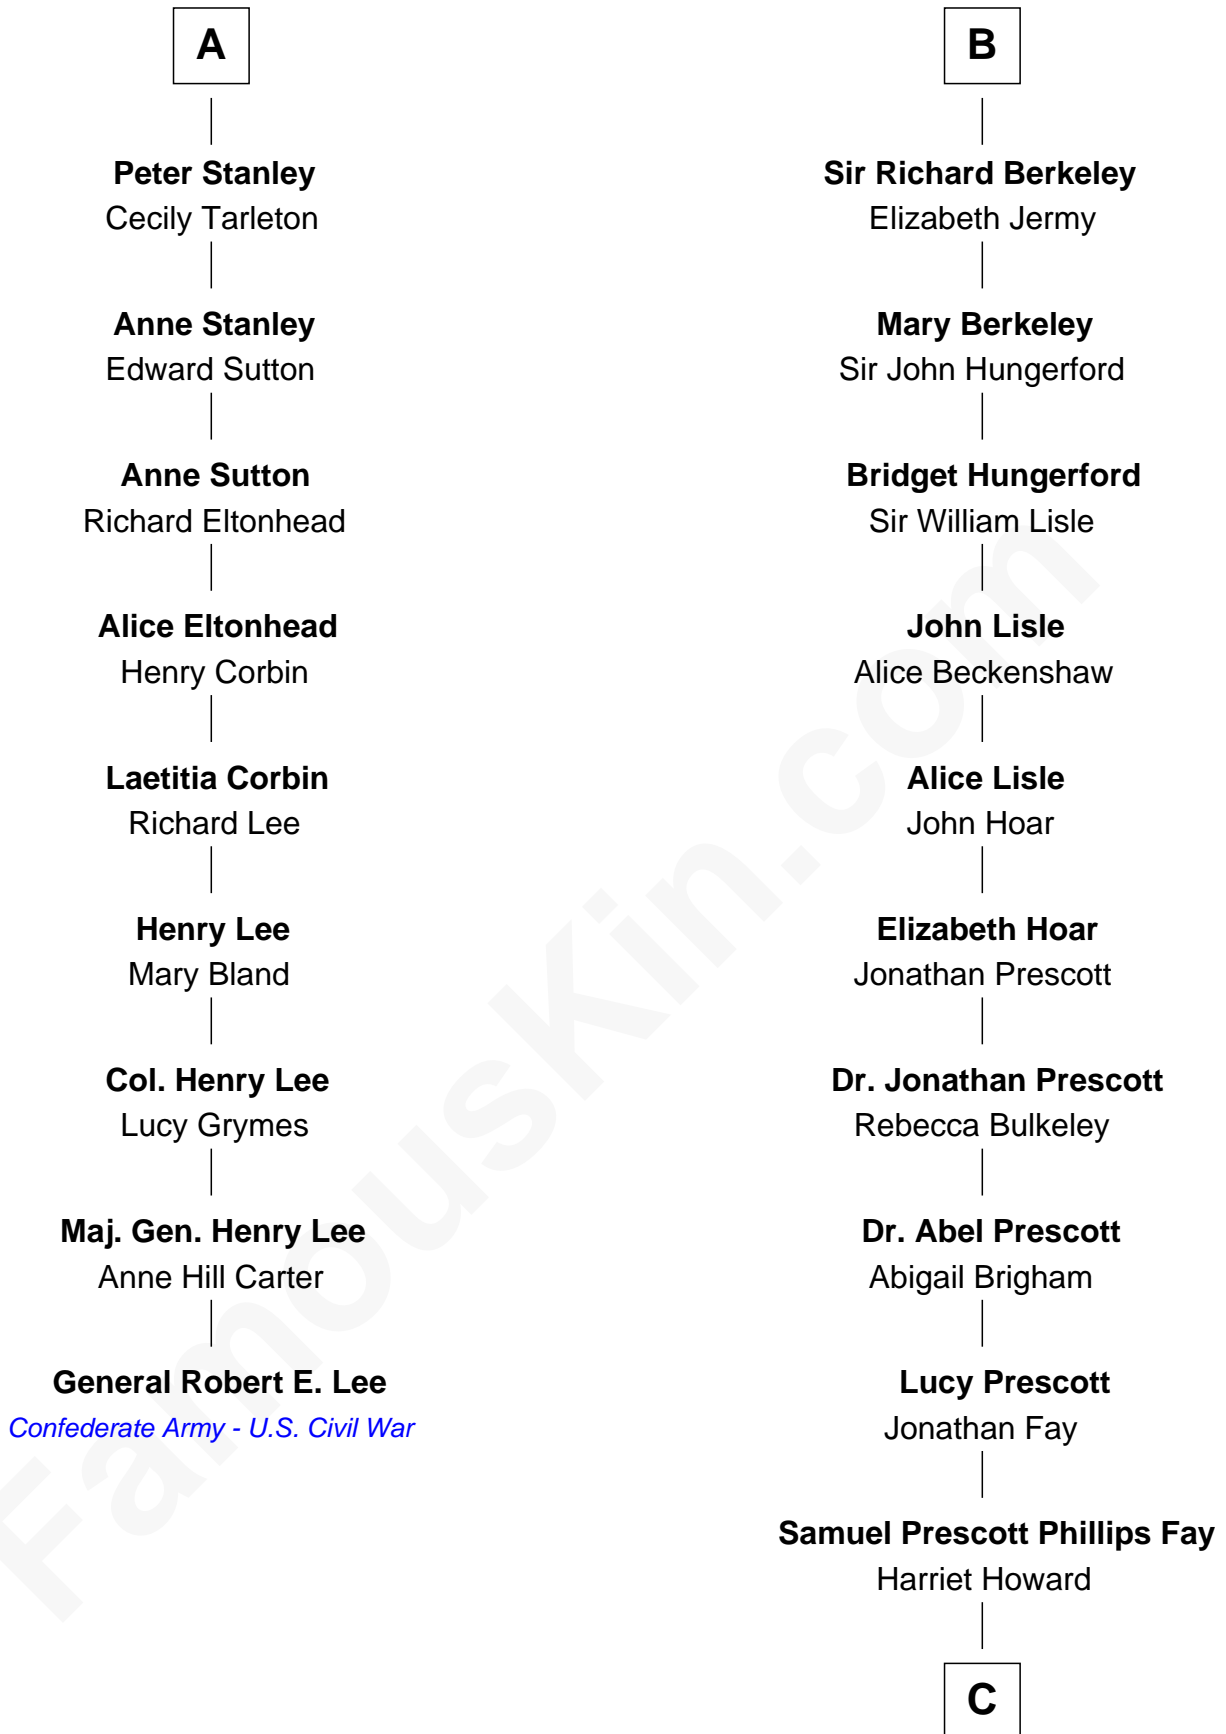 A
Peter Stanley
Cecily Tarleton
Anne Stanley
Edward Sutton
Anne Sutton
Richard Eltonhead
Alice Eltonhead
Henry Corbin
Laetitia Corbin
Richard Lee
Henry Lee
Mary Bland
Col. Henry Lee
Lucy Grymes
Maj. Gen. Henry Lee
Anne Hill Carter
General Robert E. Lee
Confederate Army - U.S. Civil War
B
Sir Richard Berkeley
Elizabeth Jermy
Mary Berkeley
Sir John Hungerford
Bridget Hungerford
Sir William Lisle
John Lisle
Alice Beckenshaw
Alice Lisle
John Hoar
Elizabeth Hoar
Jonathan Prescott
Dr. Jonathan Prescott
Rebecca Bulkeley
Dr. Abel Prescott
Abigail Brigham
Lucy Prescott
Jonathan Fay
Samuel Prescott Phillips Fay
Harriet Howard
C
FamousKin.com